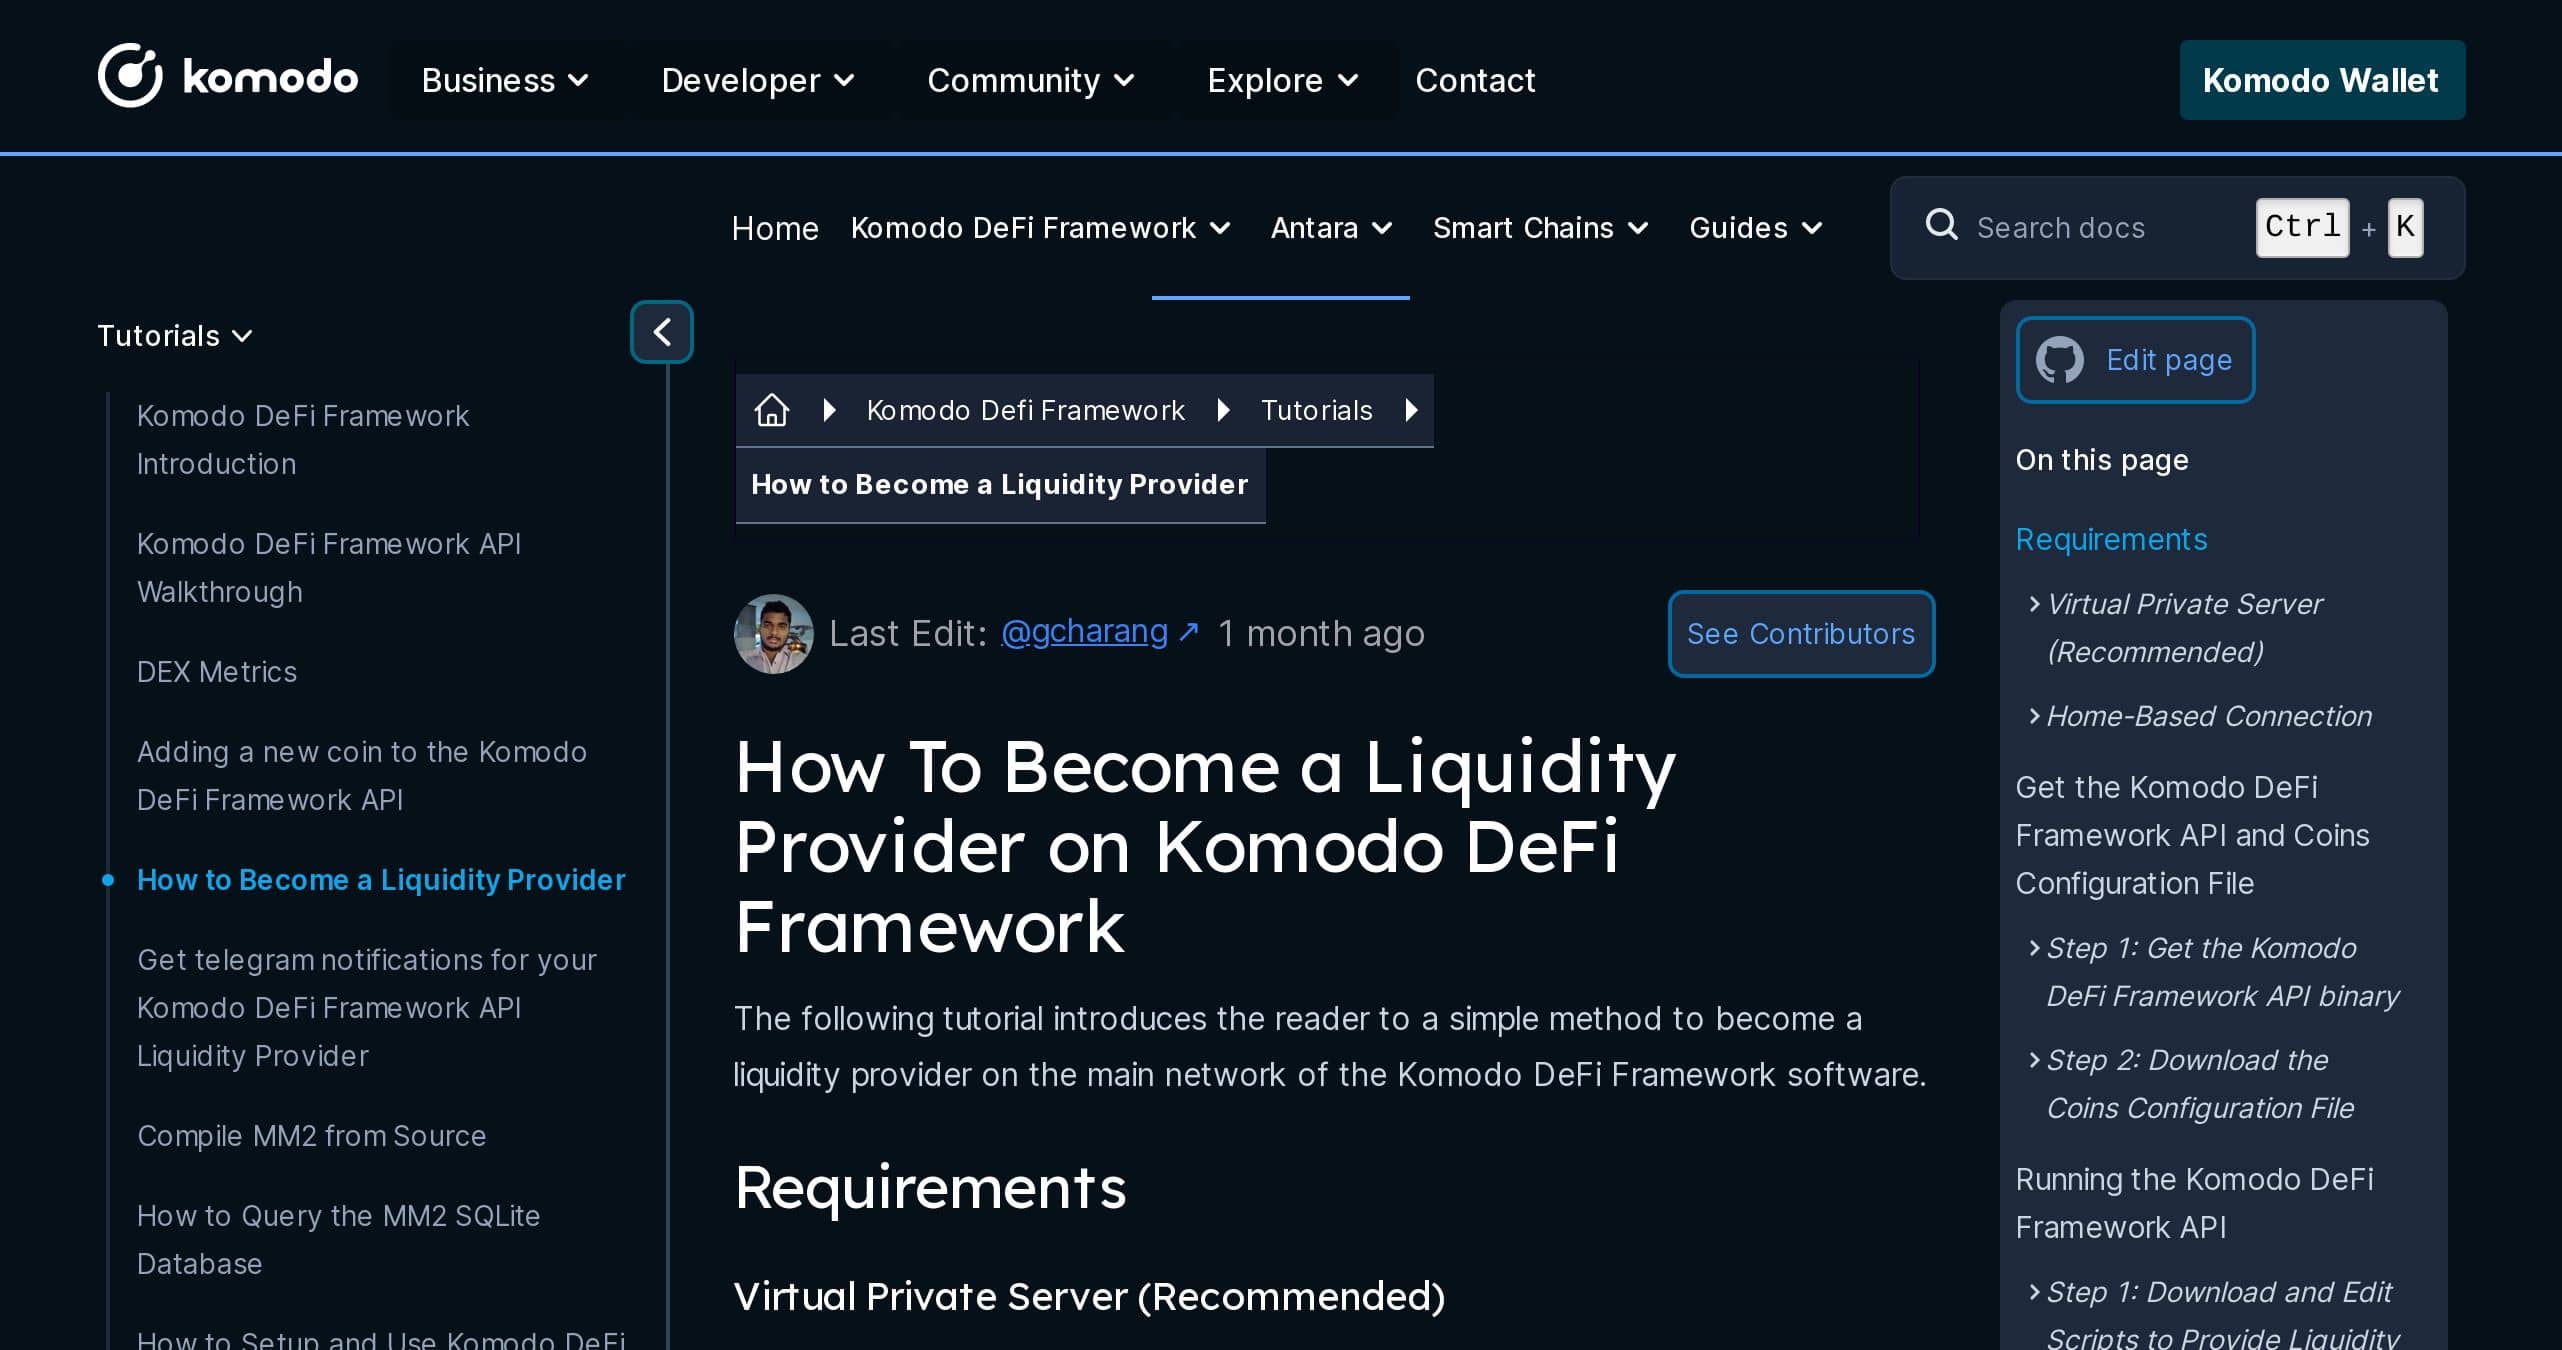 komodo
Business
Developer
Community
Explore
Contact
Komodo Wallet
Home
Komodo DeFi Framework
Antara
Smart Chains
Guides
Search docs
Ctrl + K
Tutorials
Komodo DeFi Framework
Introduction
Komodo DeFi Framework API
Walkthrough
DEX Metrics
Adding a new coin to the Komodo
DeFi Framework API
How to Become a Liquidity Provider
Get telegram notifications for your
Komodo DeFi Framework API
Liquidity Provider
Compile MM2 from Source
How to Query the MM2 SQLite
Database
How to Setup and Use Komodo DeFi
Komodo Defi Framework
Tutorials
How to Become a Liquidity Provider
Last Edit: @gcharang ↗ 1 month ago
See Contributors
How To Become a Liquidity
Provider on Komodo DeFi
Framework
The following tutorial introduces the reader to a simple method to become a
liquidity provider on the main network of the Komodo DeFi Framework software.
Requirements
Virtual Private Server (Recommended)
Edit page
On this page
Requirements
Virtual Private Server
(Recommended)
Home-Based Connection
Get the Komodo DeFi
Framework API and Coins
Configuration File
Step 1: Get the Komodo
DeFi Framework API binary
Step 2: Download the
Coins Configuration File
Running the Komodo DeFi
Framework API
Step 1: Download and Edit
Scripts to Provide Liquidity